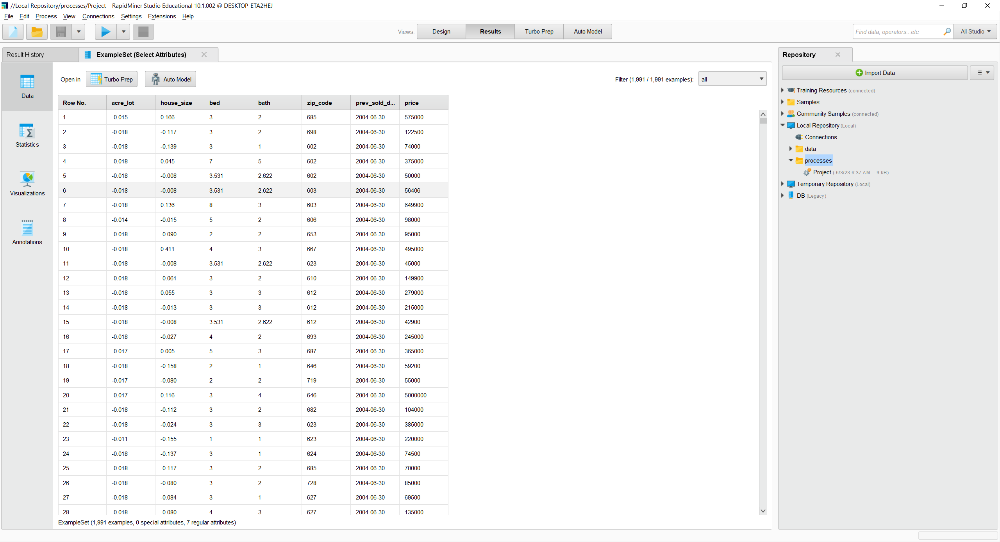 //Local Repository/processes/Project – RapidMiner Studio Educational 10.1.002 @ DESKTOP-ETA2HEJ
File Edit Process View Connections Settings Extensions Help
Views: Design Results Turbo Prep Auto Model
Find data, operators...etc All Studio
Result History ExampleSet (Select Attributes)
Data
Statistics
Visualizations
Annotations
Open in Turbo Prep Auto Model Filter (1,991 / 1,991 examples): all
Row No. acre_lot house_size bed bath zip_code prev_sold_d... price
1 -0.015 0.166 3 2 685 2004-06-30 575000
2 -0.018 -0.117 3 2 698 2004-06-30 122500
3 -0.018 -0.139 3 1 602 2004-06-30 74000
4 -0.018 0.045 7 5 602 2004-06-30 375000
5 -0.018 -0.008 3.531 2.622 602 2004-06-30 50000
6 -0.018 -0.008 3.531 2.622 603 2004-06-30 56406
7 -0.018 0.136 8 3 603 2004-06-30 649900
8 -0.014 -0.015 5 2 606 2004-06-30 98000
9 -0.018 -0.090 2 2 653 2004-06-30 95000
10 -0.018 0.411 4 3 667 2004-06-30 495000
11 -0.018 -0.008 3.531 2.622 623 2004-06-30 45000
12 -0.018 -0.061 3 2 610 2004-06-30 149900
13 -0.018 0.055 3 3 612 2004-06-30 279000
14 -0.018 -0.013 3 3 612 2004-06-30 215000
15 -0.018 -0.008 3.531 2.622 612 2004-06-30 42900
16 -0.018 -0.027 4 2 693 2004-06-30 245000
17 -0.017 0.005 5 3 687 2004-06-30 365000
18 -0.018 -0.158 2 1 646 2004-06-30 59200
19 -0.017 -0.080 2 2 719 2004-06-30 55000
20 -0.017 0.116 3 4 646 2004-06-30 5000000
21 -0.018 -0.112 3 2 682 2004-06-30 104000
22 -0.018 -0.024 3 3 623 2004-06-30 385000
23 -0.011 -0.155 1 1 623 2004-06-30 220000
24 -0.018 -0.137 3 1 624 2004-06-30 74500
25 -0.018 -0.117 3 2 685 2004-06-30 70000
26 -0.018 -0.080 3 2 728 2004-06-30 85000
27 -0.018 -0.084 3 1 627 2004-06-30 69500
28 -0.018 -0.080 4 3 627 2004-06-30 135000
ExampleSet (1,991 examples, 0 special attributes, 7 regular attributes)
Repository
Import Data
Training Resources (connected)
Samples
Community Samples (connected)
Local Repository (Local)
Connections
data
processes
Project ( 6/3/23 6:37 AM – 9 kB)
Temporary Repository (Local)
DB (Legacy)